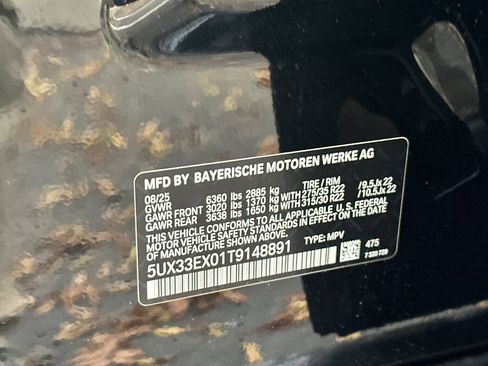 MFD BY BAYERISCHE MOTOREN WERKE AG
08/25 TIRE / RIM
GVWR 6360 lbs 2885 kg
GAWR FRONT 3020 lbs 1370 kg WITH 275/35 R22 /9.5Jx22
GAWR REAR 3638 lbs 1650 kg WITH 315/30 R22 /10.5Jx22
THIS VEHICLE CONFORMS TO ALL APPLICABLE U.S. FEDERAL
MOTOR VEHICLE SAFETY STANDARDS IN EFFECT
ON THE DATE OF MANUFACTURE SHOWN ABOVE.
5UX33EX01T9148891 TYPE: MPV
475
7 220 729